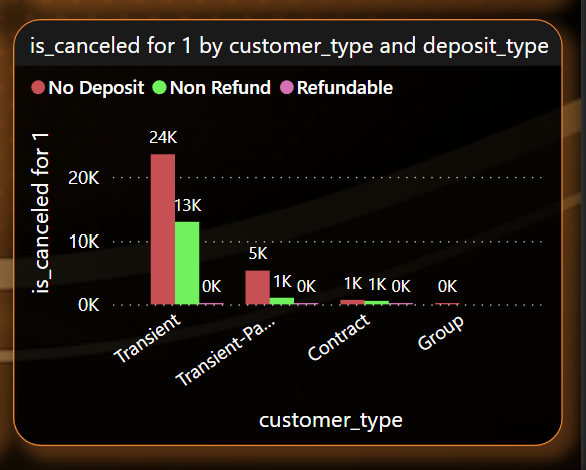 is_canceled for 1 by customer_type and deposit_type
No Deposit Non Refund Refundable
is_canceled for 1
20K
10K
0K
24K 13K 0K
5K 1K 0K
1K 1K 0K
0K
Transient
Transient-Pa...
Contract
Group
customer_type